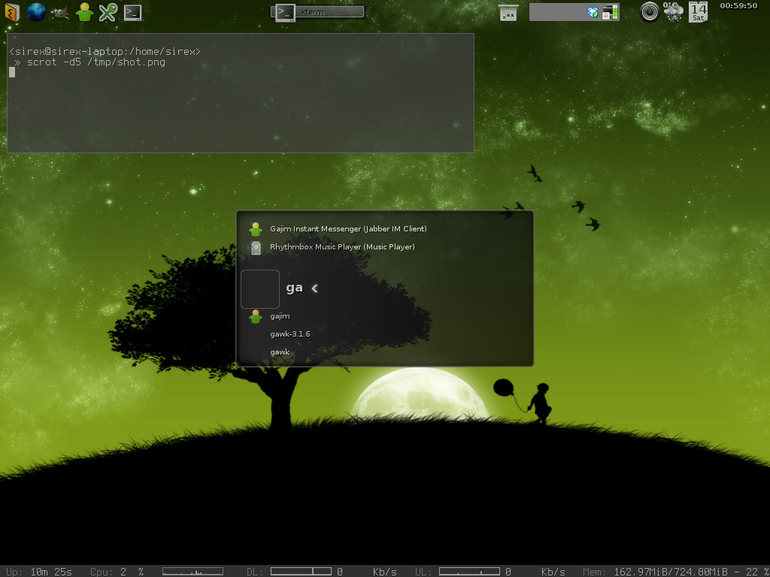 xterm
14
Sat
00:59:50
<sirex@sirex-laptop:/home/sirex>
» scrot -d5 /tmp/shot.png
Gajim Instant Messenger (Jabber IM Client)
Rhythmbox Music Player (Music Player)
ga <
gajim
gawk-3.1.6
gawk
Up: 10m 25s Cpu: 2 % DL: 0 Kb/s UL: 0 Kb/s Mem: 162.97MiB/724.80MiB - 22 %